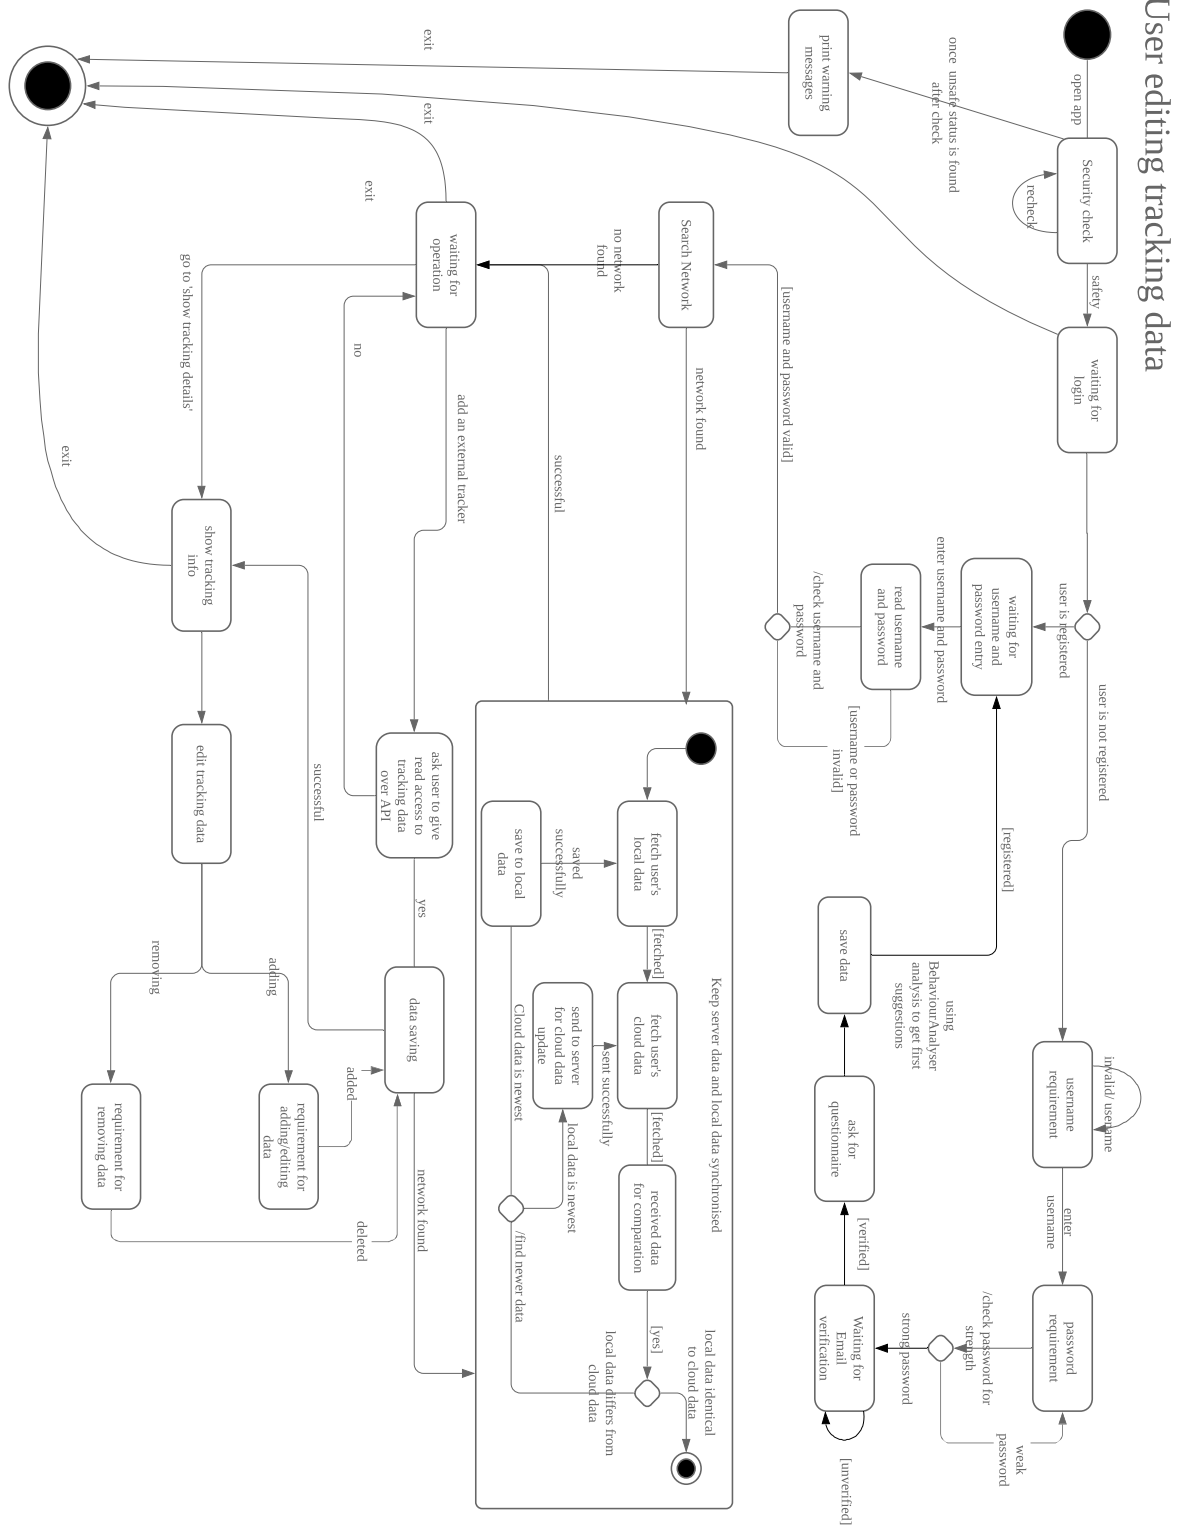 User editing tracking data
open app
Security check
recheck
safety
waiting for
login
once  unsafe status is found
after check
print warning
messages
exit
exit
exit
exit
user is registered
user is not registered
waiting for
username and
password entry
enter username and password
read username
and password
/check username and
password
[username or password
invalid]
[username and password valid]
[registered]
username
requirement
invalid/ username
enter
username
password
requirement
/check password for
strength
weak
password
strong password
Waiting for
Email
verification
[unverified]
[verified]
ask for
questionnaire
using
BehaviourAnalyser
analysis to get first
suggestions
save data
Search Network
no network
found
network found
successful
Keep server data and local data synchronised
fetch user's
local data
[fetched]
fetch user's
cloud data
[fetched]
received data
for comparation
[yes]
local data identical
to cloud data
local data differs from
cloud data
save to local
data
saved
successfully
send to server
for cloud data
update
sent successfully
local data is newest
Cloud data is newest
/find newer data
waiting for
operation
add an external tracker
no
ask user to give
read access to
tracking data
over API
yes
data saving
network found
successful
go to 'show tracking details'
show tracking
info
edit tracking data
adding
removing
requirement for
adding/editing
data
added
requirement for
removing data
deleted